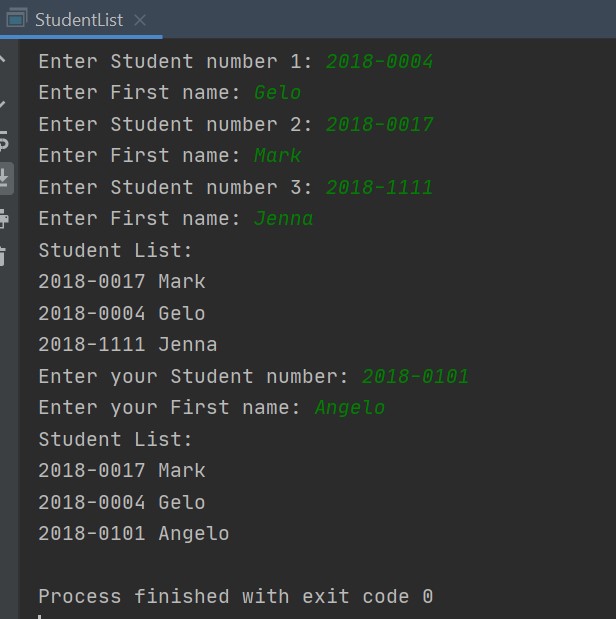 StudentList
Enter Student number 1: 2018-0004
Enter First name: Gelo
Enter Student number 2: 2018-0017
Enter First name: Mark
Enter Student number 3: 2018-1111
Enter First name: Jenna
Student List:
2018-0017 Mark
2018-0004 Gelo
2018-1111 Jenna
Enter your Student number: 2018-0101
Enter your First name: Angelo
Student List:
2018-0017 Mark
2018-0004 Gelo
2018-0101 Angelo
Process finished with exit code 0